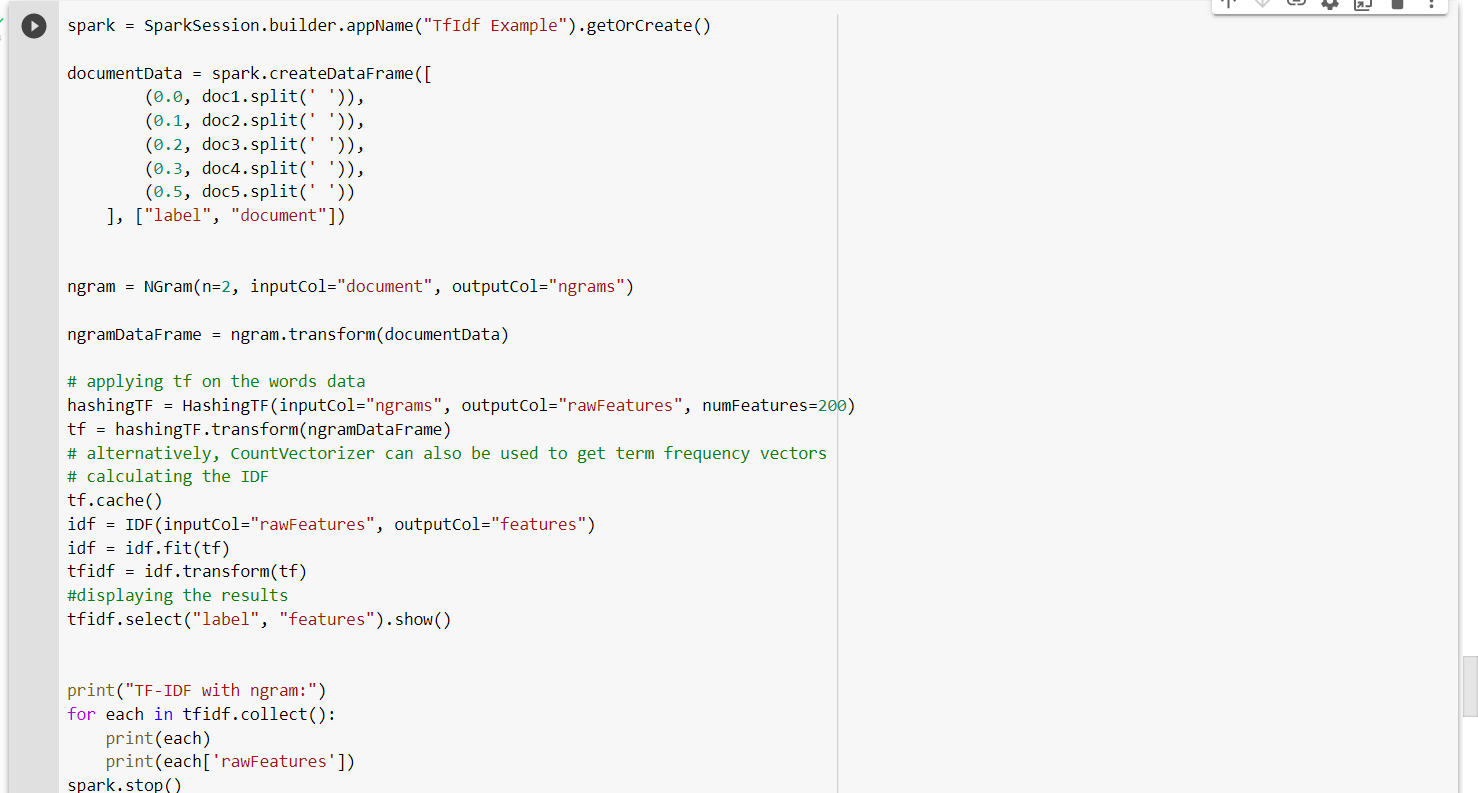 spark = SparkSession.builder.appName("TfIdf Example").getOrCreate()
documentData = spark.createDataFrame([
(0.0, doc1.split(' ')),
(0.1, doc2.split(' ')),
(0.2, doc3.split(' ')),
(0.3, doc4.split(' ')),
(0.5, doc5.split(' '))
], ["label", "document"])
ngram = NGram(n=2, inputCol="document", outputCol="ngrams")
ngramDataFrame = ngram.transform(documentData)
# applying tf on the words data
hashingTF = HashingTF(inputCol="ngrams", outputCol="rawFeatures", numFeatures=200)
tf = hashingTF.transform(ngramDataFrame)
# alternatively, CountVectorizer can also be used to get term frequency vectors
# calculating the IDF
tf.cache()
idf = IDF(inputCol="rawFeatures", outputCol="features")
idf = idf.fit(tf)
tfidf = idf.transform(tf)
#displaying the results
tfidf.select("label", "features").show()
print("TF-IDF with ngram:")
for each in tfidf.collect():
print(each)
print(each['rawFeatures'])
spark.stop()